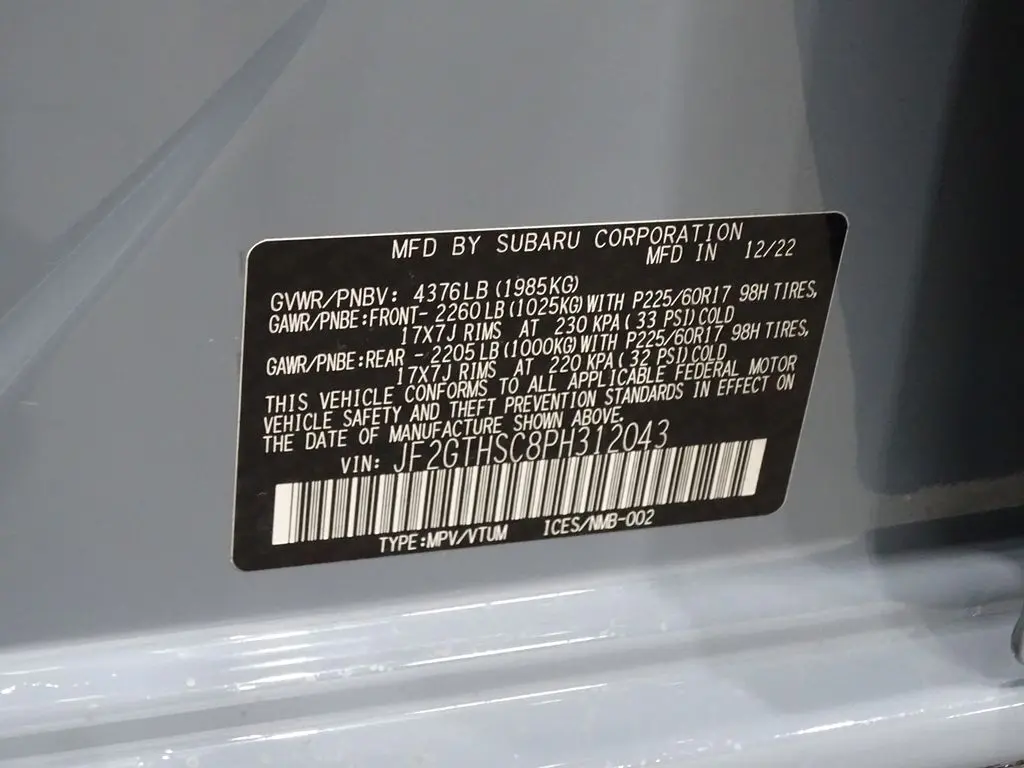 MFD BY SUBARU CORPORATION
MFD IN 12/22
GVWR/PNBV: 4376LB(1985KG)
GAWR/PNBE:FRONT- 2260LB(1025KG)WITH P225/60R17 98H TIRES,
17X7J RIMS AT 230 KPA(33 PSI)COLD
GAWR/PNBE:REAR - 2205LB(1000KG)WITH P225/60R17 98H TIRES,
17X7J RIMS AT 220 KPA(32 PSI)COLD
THIS VEHICLE CONFORMS TO ALL APPLICABLE FEDERAL MOTOR
VEHICLE SAFETY AND THEFT PREVENTION STANDARDS IN EFFECT ON
THE DATE OF MANUFACTURE SHOWN ABOVE.
VIN: JF2GTHSC8PH312043
TYPE:MPV/VTUM ICES/NMB-002